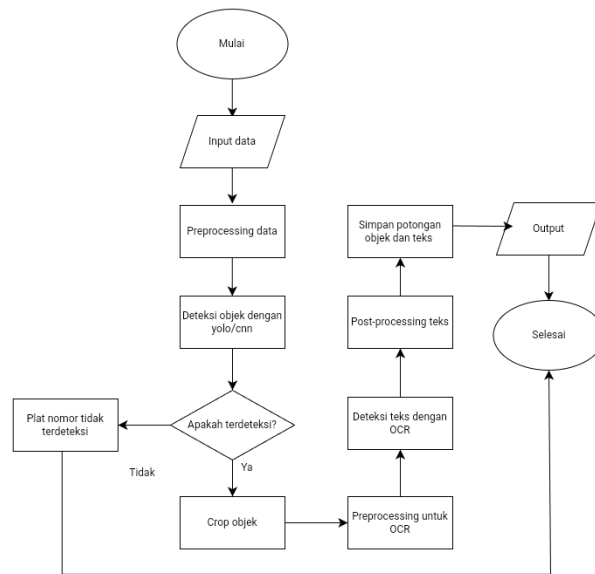 Mulai
Input data
Preprocessing data
Deteksi objek dengan
yolo/cnn
Apakah terdeteksi?
Tidak
Plat nomor tidak
terdeteksi
Ya
Crop objek
Preprocessing untuk
OCR
Deteksi teks dengan
OCR
Post-processing teks
Simpan potongan
objek dan teks
Output
Selesai